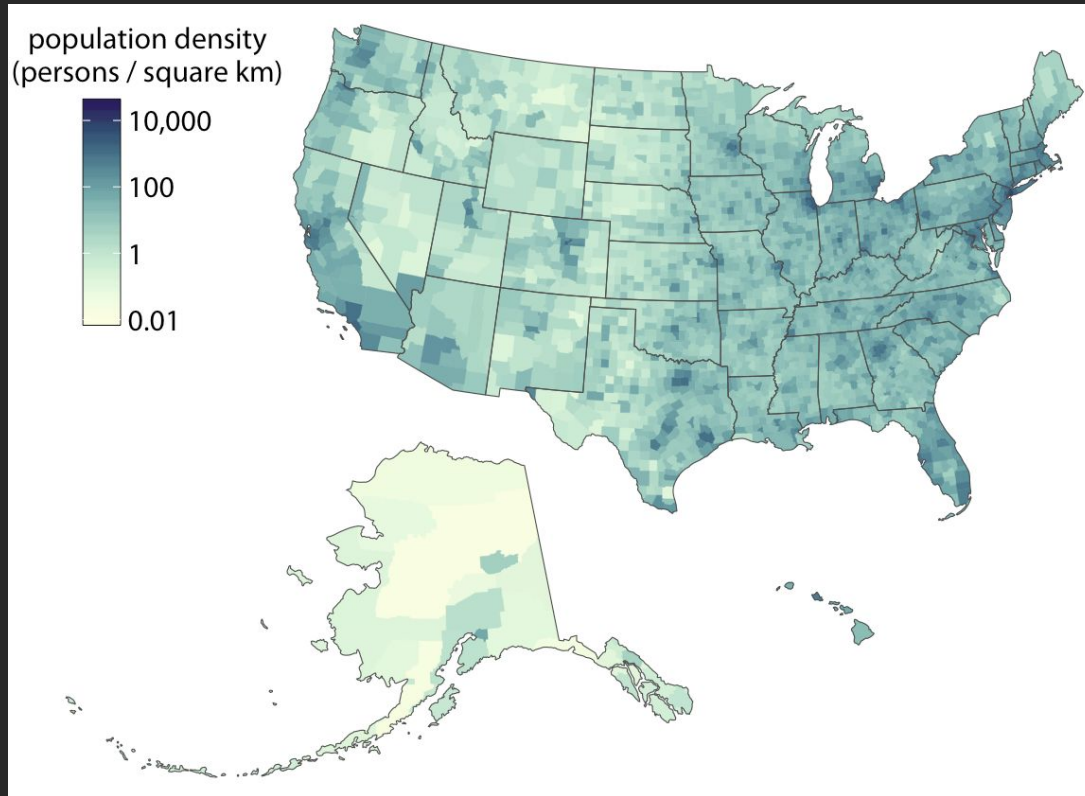 population density
(persons / square km)
10,000
100
1
0.01